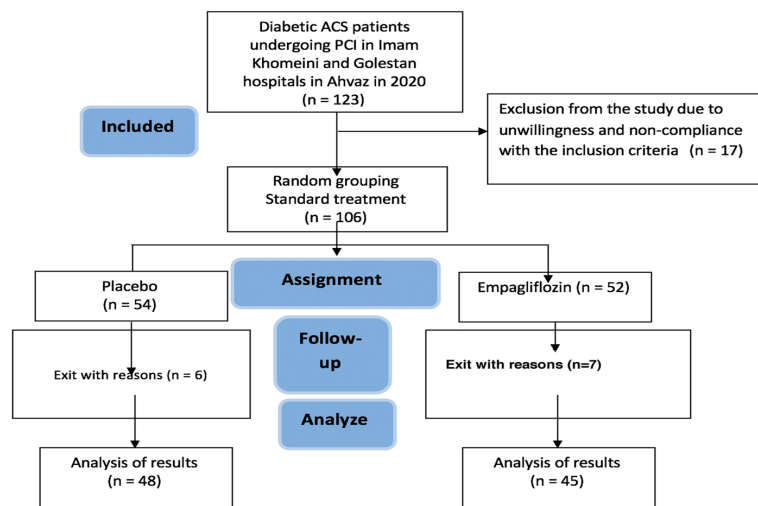 Diabetic ACS patients
undergoing PCI in Imam
Khomeini and Golestan
hospitals in Ahvaz in 2020
(n = 123)
Included
Exclusion from the study due to
unwillingness and non-compliance
with the inclusion criteria (n = 17)
Random grouping
Standard treatment
(n = 106)
Assignment
Placebo
(n = 54)
Empagliflozin (n = 52)
Follow-
up
Exit with reasons (n = 6)
Exit with reasons (n=7)
Analyze
Analysis of results
(n = 48)
Analysis of results
(n = 45)